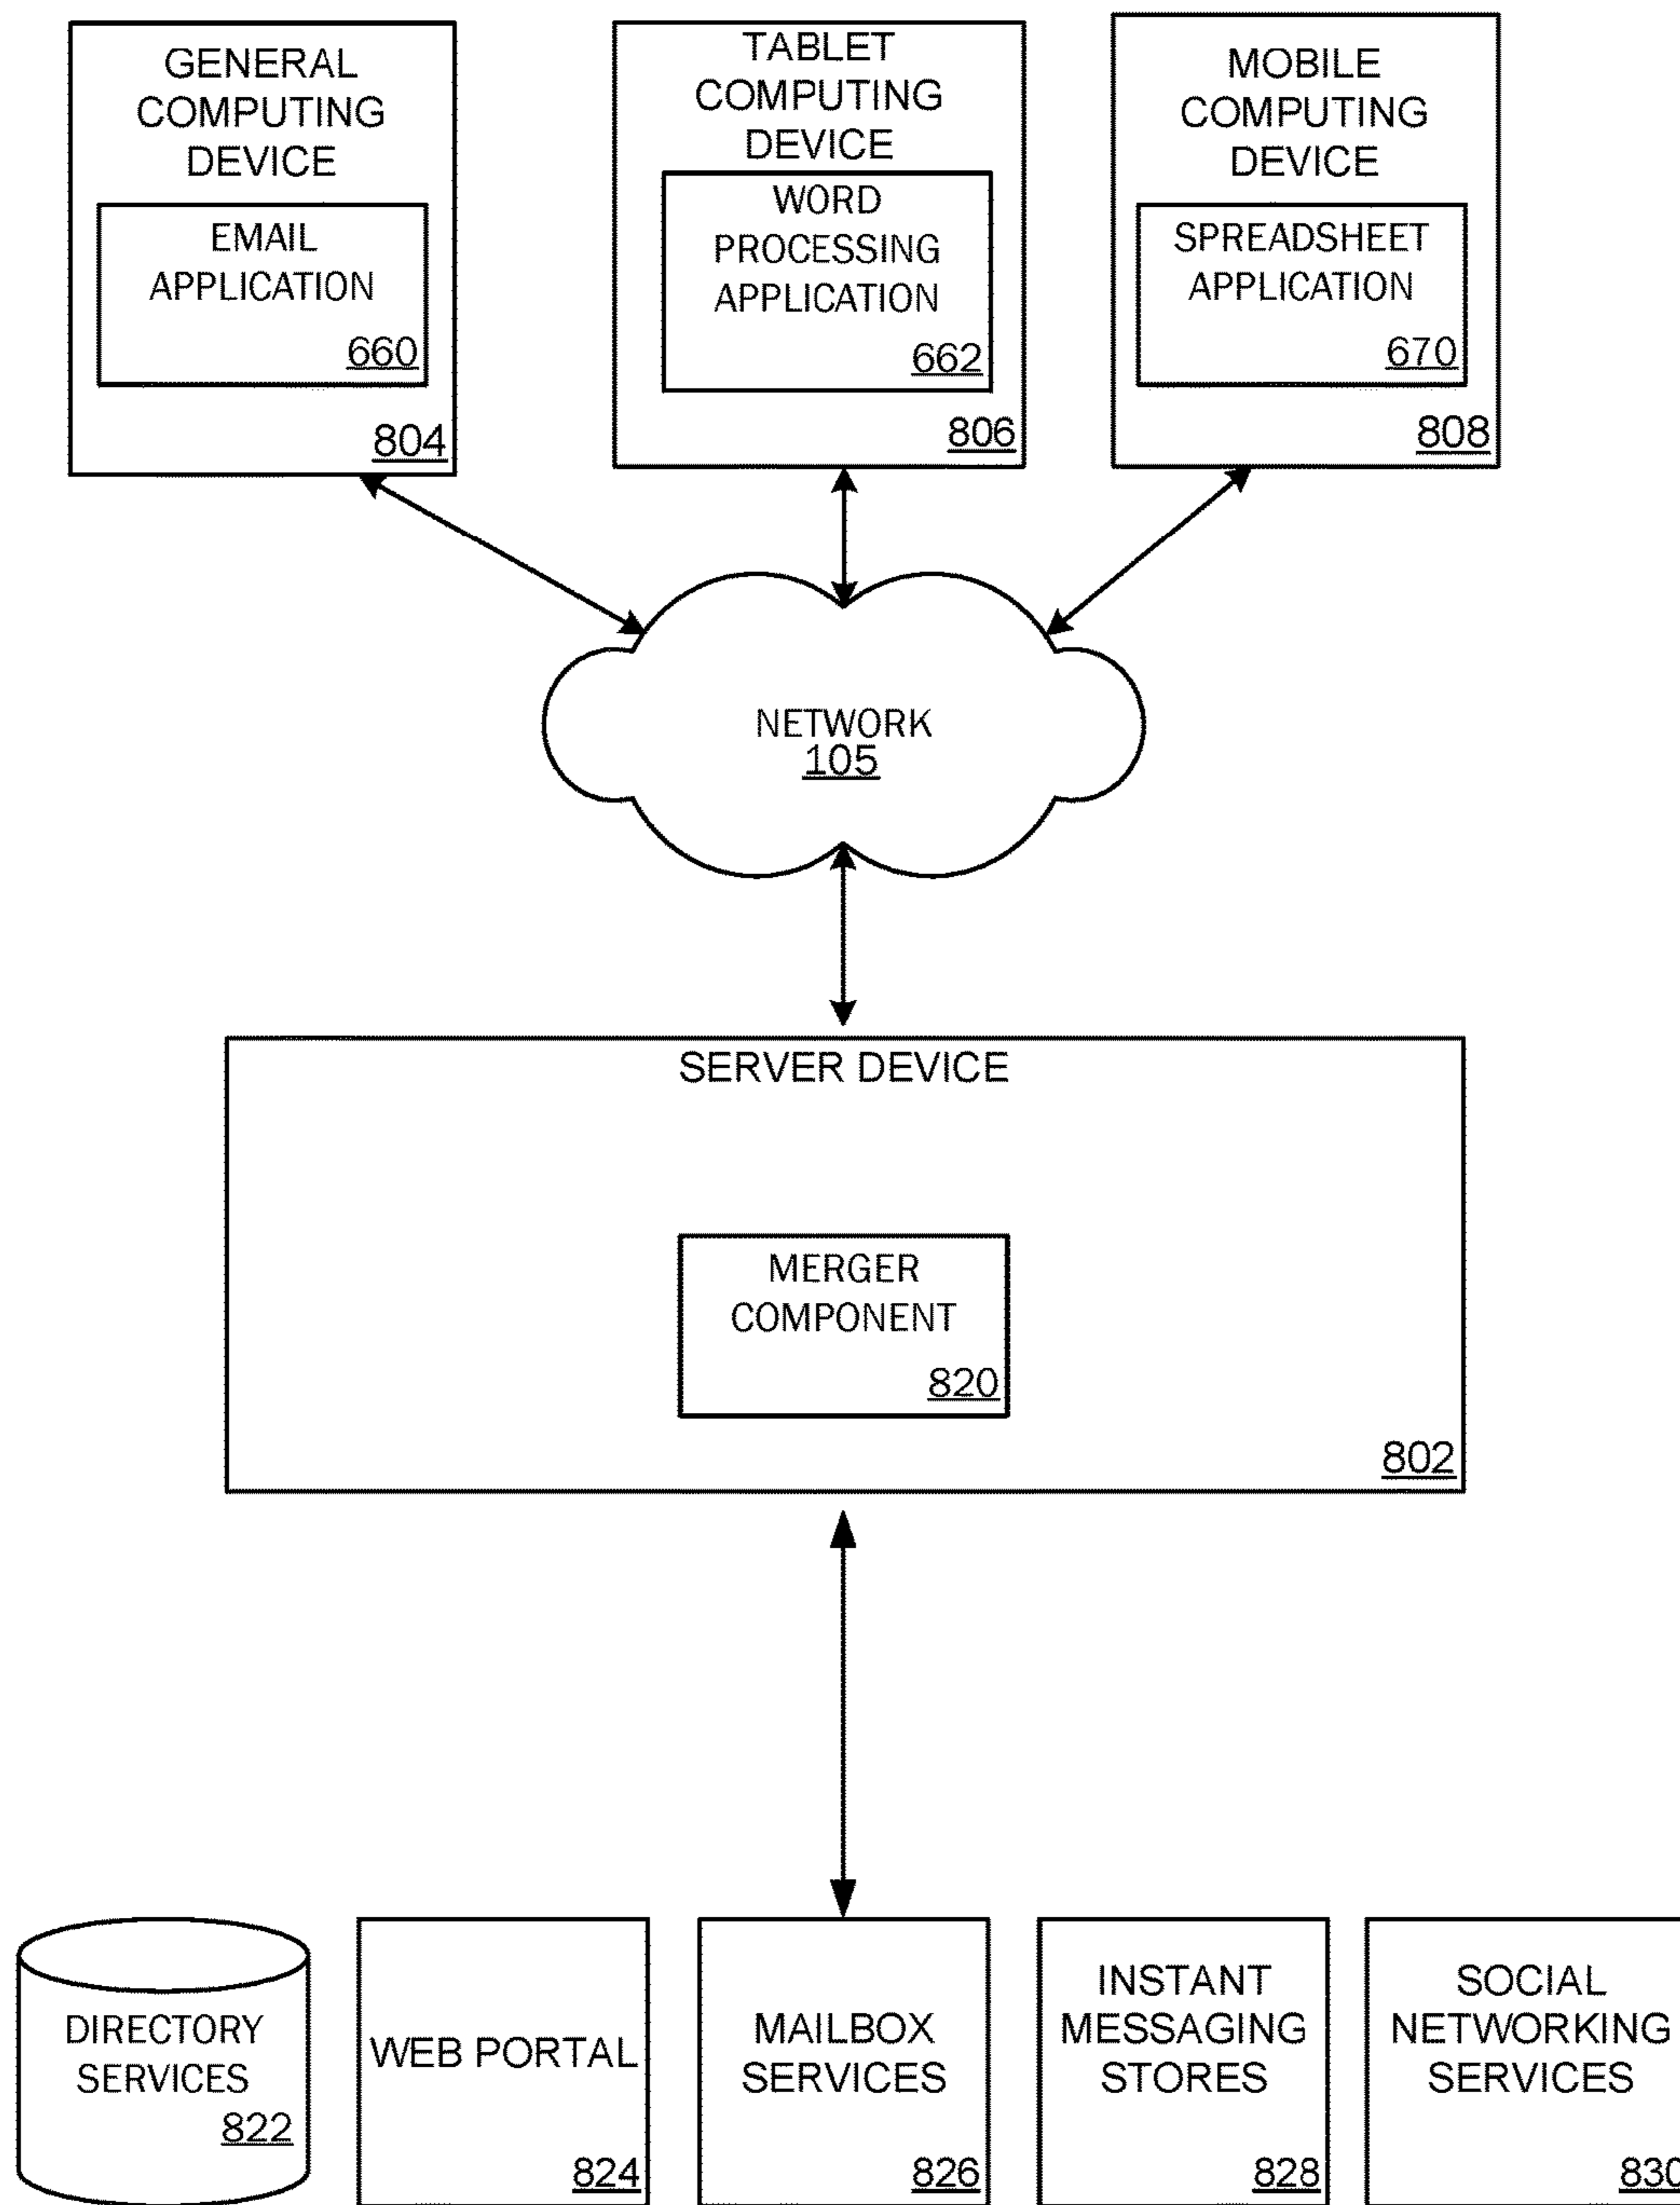 GENERAL
COMPUTING
DEVICE
EMAIL
APPLICATION
660
804
TABLET
COMPUTING
DEVICE
WORD
PROCESSING
APPLICATION
662
806
MOBILE
COMPUTING
DEVICE
SPREADSHEET
APPLICATION
670
808
NETWORK
105
SERVER DEVICE
MERGER
COMPONENT
820
802
DIRECTORY
SERVICES
822
WEB PORTAL
824
MAILBOX
SERVICES
826
INSTANT
MESSAGING
STORES
828
SOCIAL
NETWORKING
SERVICES
830